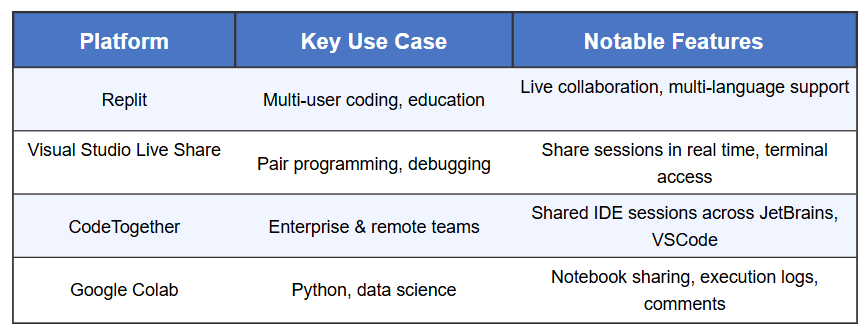 Platform Key Use Case Notable Features
Replit Multi-user coding, education Live collaboration, multi-language support
Visual Studio Live Share Pair programming, debugging Share sessions in real time, terminal
access
CodeTogether Enterprise & remote teams Shared IDE sessions across JetBrains,
VSCode
Google Colab Python, data science Notebook sharing, execution logs,
comments